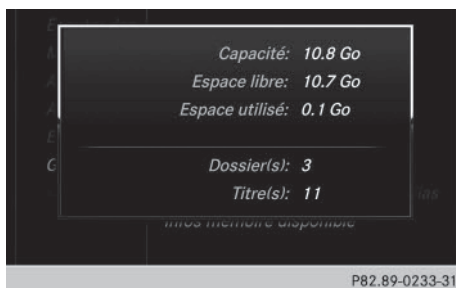 Capacité: 10.8 Go
Espace libre: 10.7 Go
Espace utilisé: 0.1 Go
Dossier(s): 3
Titre(s): 11
Infos mémoire disponible
P82.89-0233-31